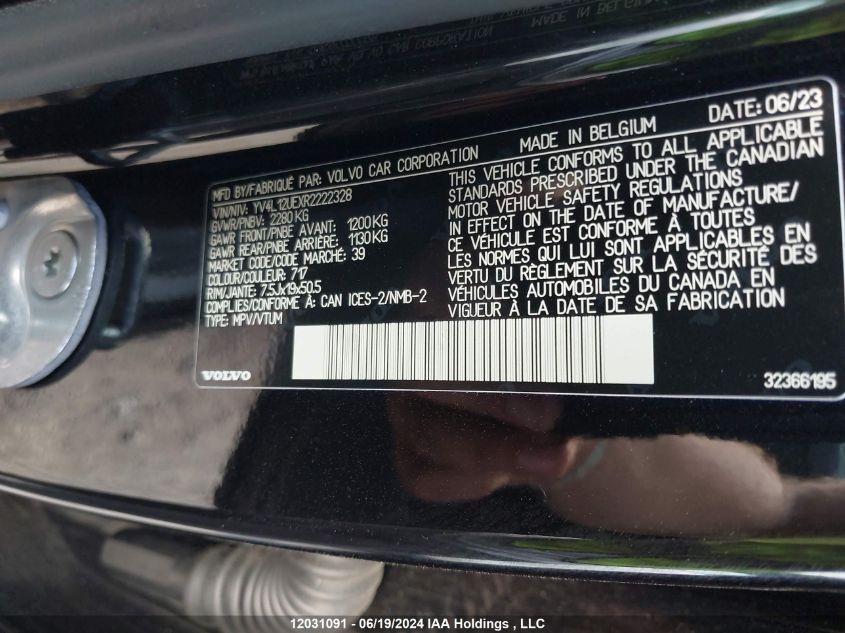 DATE: 06/23
MFD BY/FABRIQUÉ PAR: VOLVO CAR CORPORATION MADE IN BELGIUM
VIN/NIV: YV4L12UEXR2222328
GVWR/PNBV: 2280 KG
GAWR FRONT/PNBE AVANT: 1200 KG
GAWR REAR/PNBE ARRIÈRE: 1130 KG
MARKET CODE/CODE MARCHÉ: 39
COLOUR/COULEUR: 717
RIM/JANTE: 7.5Jx19x50.5
COMPLIES/CONFORME À: CAN ICES-2/NMB-2
TYPE: MPV/VTUM
THIS VEHICLE CONFORMS TO ALL APPLICABLE
STANDARDS PRESCRIBED UNDER THE CANADIAN
MOTOR VEHICLE SAFETY REGULATIONS
IN EFFECT ON THE DATE OF MANUFACTURE/
CE VÉHICULE EST CONFORME À TOUTES
LES NORMES QUI LUI SONT APPLICABLES EN
VERTU DU RÈGLEMENT SUR LA SÉCURITÉ DES
VÉHICULES AUTOMOBILES DU CANADA EN
VIGUEUR À LA DATE DE SA FABRICATION
VOLVO
32366195
12031091 - 06/19/2024 IAA Holdings , LLC